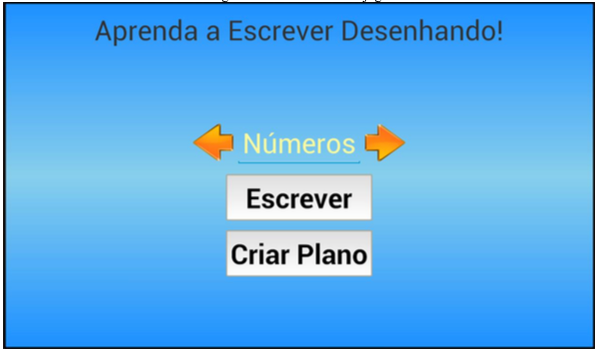 Aprenda a Escrever Desenhando!
Números
Escrever
Criar Plano